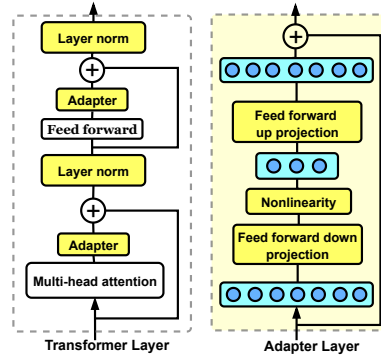 Layer norm
Adapter
Feed forward
Layer norm
Adapter
Multi-head attention
Transformer Layer
Feed forward
up projection
Nonlinearity
Feed forward down
projection
Adapter Layer